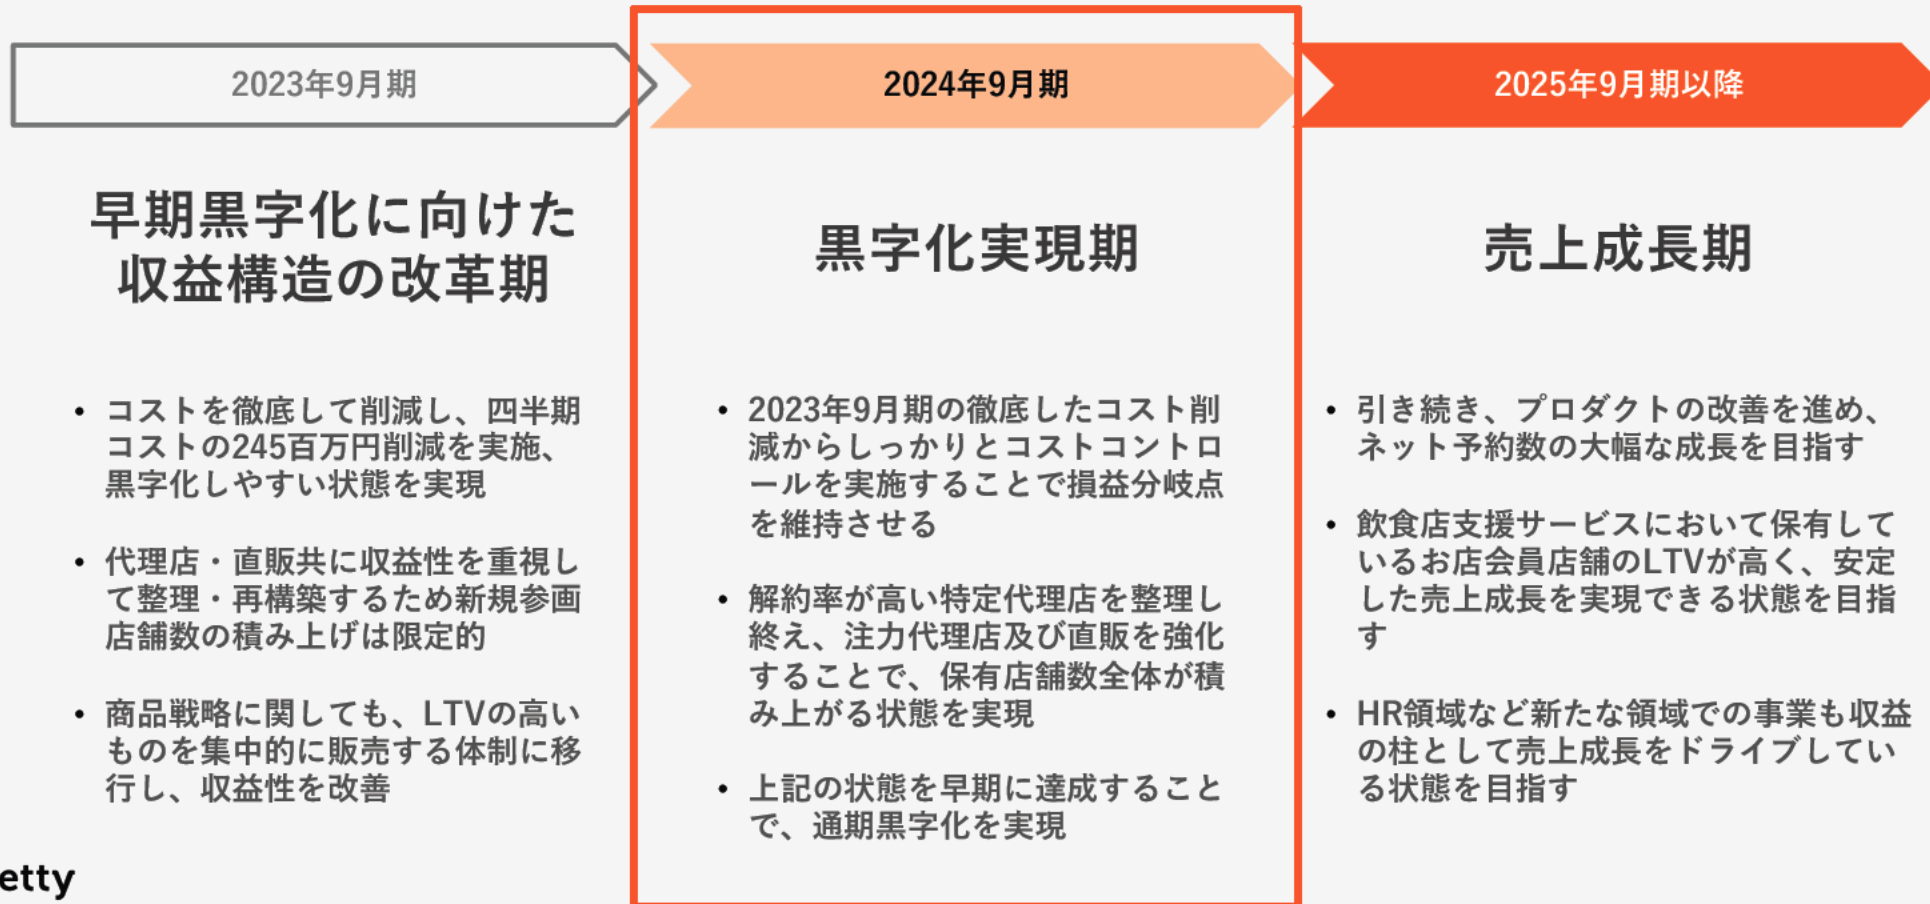 2023年9月期
早期黒字化に向けた
収益構造の改革期
• コストを徹底して削減し、四半期
コストの245百万円削減を実施、
黒字化しやすい状態を実現
• 代理店・直販共に収益性を重視し
て整理・再構築するため新規参画
店舗数の積み上げは限定的
• 商品戦略に関しても、LTVの高い
ものを集中的に販売する体制に移
行し、収益性を改善
2024年9月期
黒字化実現期
• 2023年9月期の徹底したコスト削
減からしっかりとコストコントロ
ールを実施することで損益分岐点
を維持させる
• 解約率が高い特定代理店を整理し
終え、注力代理店及び直販を強化
することで、保有店舗数全体が積
み上がる状態を実現
• 上記の状態を早期に達成すること
で、通期黒字化を実現
2025年9月期以降
売上成長期
• 引き続き、プロダクトの改善を進め、
ネット予約数の大幅な成長を目指す
• 飲食店支援サービスにおいて保有して
いるお店会員店舗のLTVが高く、安定
した売上成長を実現できる状態を目指
す
• HR領域など新たな領域での事業も収益
の柱として売上成長をドライブしてい
る状態を目指す
etty